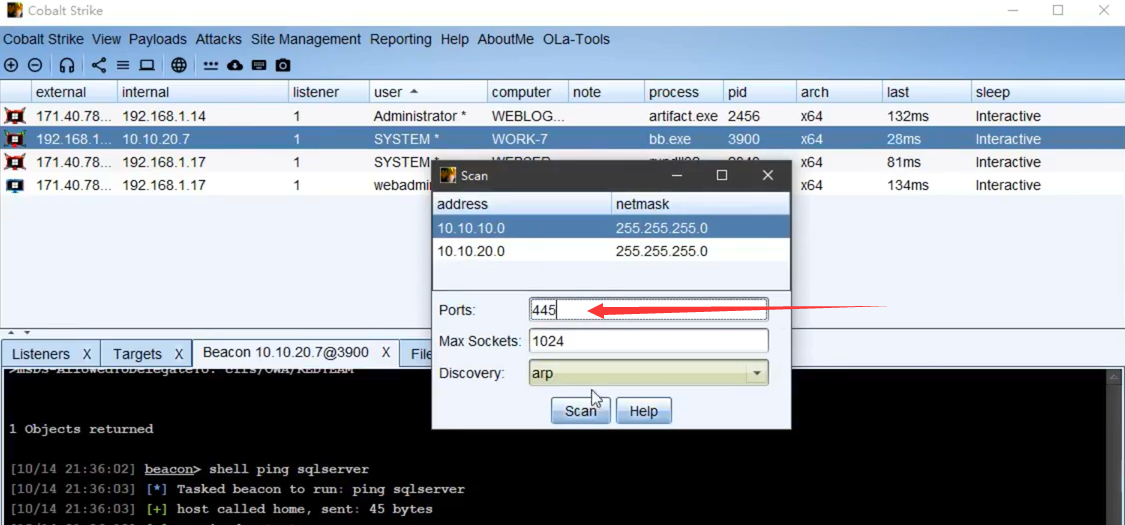 Cobalt Strike
Cobalt Strike View Payloads Attacks Site Management Reporting Help AboutMe OLa-Tools
external internal listener user computer note process pid arch last sleep
171.40.78... 192.168.1.14 1 Administrator * WEBLOG... artifact.exe 2456 x64 132ms Interactive
192.168.1... 10.10.20.7 1 SYSTEM * WORK-7 bb.exe 3900 x64 28ms Interactive
171.40.78... 192.168.1.17 1 SYSTEM * x64 81ms Interactive
171.40.78... 192.168.1.17 1 webadmi x64 134ms Interactive
Scan
address netmask
10.10.10.0 255.255.255.0
10.10.20.0 255.255.255.0
Ports: 445
Max Sockets: 1024
Discovery: arp
Scan Help
Listeners X Targets X Beacon 10.10.20.7@3900 X File
1 Objects returned
[10/14 21:36:02] beacon> shell ping sqlserver
[10/14 21:36:03] [*] Tasked beacon to run: ping sqlserver
[10/14 21:36:03] [+] host called home, sent: 45 bytes